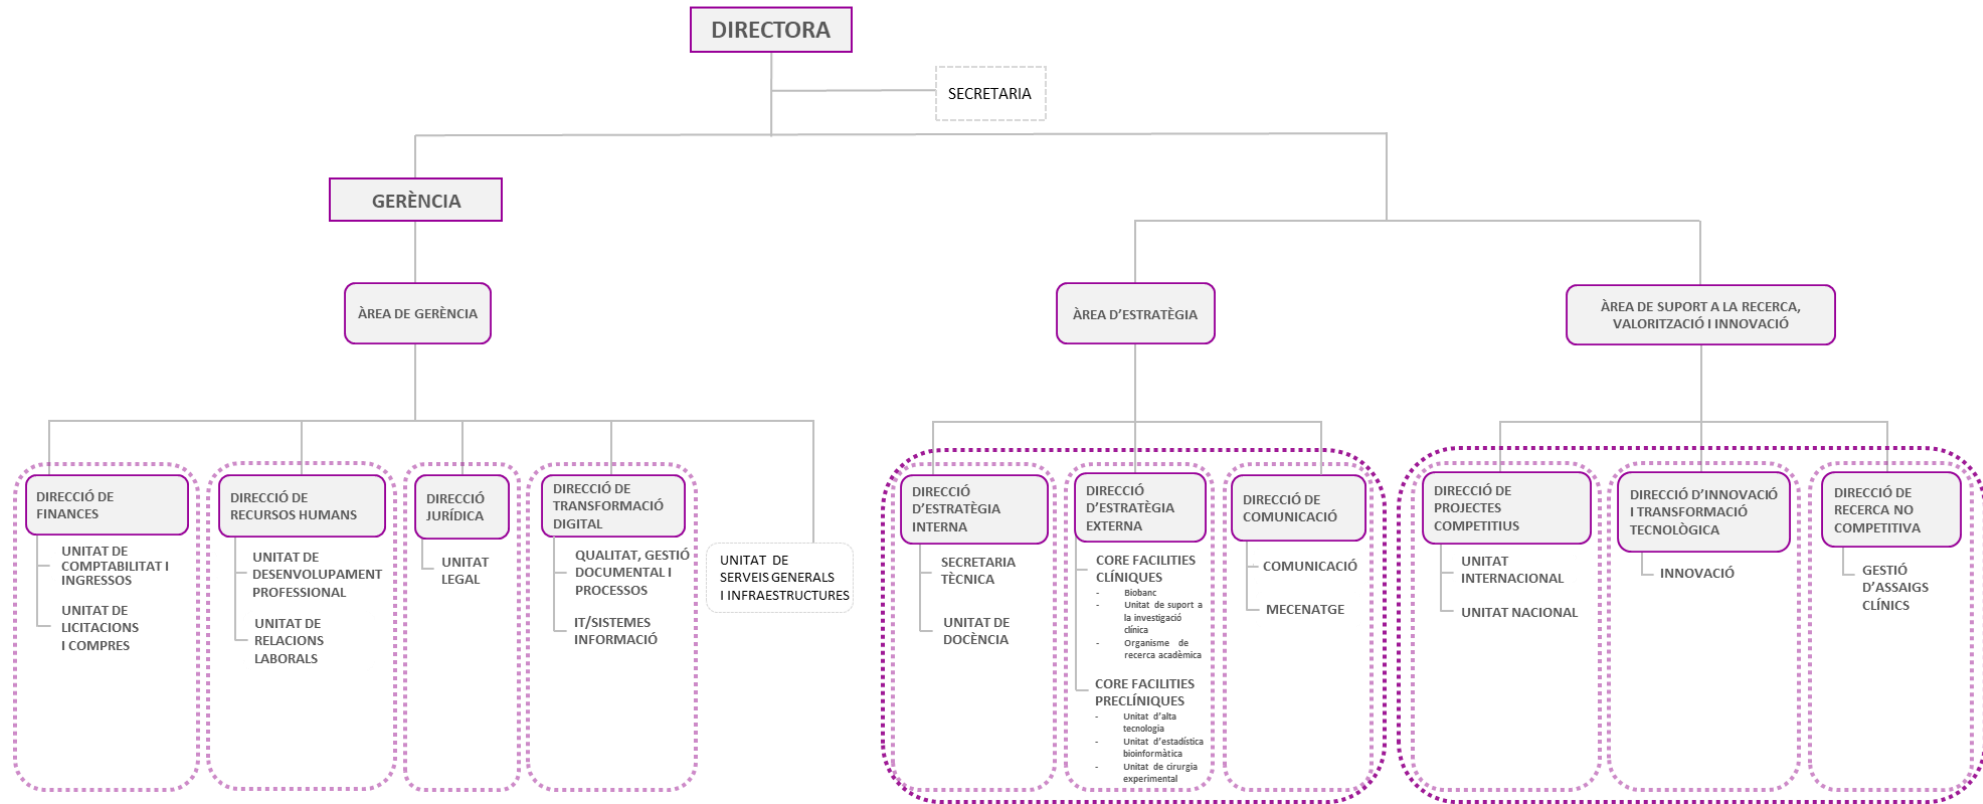 DIRECTORA
SECRETARIA
GERÈNCIA
ÀREA DE GERÈNCIA
ÀREA D'ESTRATÈGIA
ÀREA DE SUPORT A LA RECERCA,
VALORITZACIÓ I INNOVACIÓ
DIRECCIÓ DE
FINANCES
UNITAT DE
COMPTABILITAT I
INGRESSOS
UNITAT DE
LICITACIONS
I COMPRES
DIRECCIÓ DE
RECURSOS HUMANS
UNITAT DE
DESENVOLUPAMENT
PROFESSIONAL
UNITAT DE
RELACIONS
LABORALS
DIRECCIÓ
JURÍDICA
UNITAT
LEGAL
DIRECCIÓ DE
TRANSFORMACIÓ
DIGITAL
QUALITAT, GESTIÓ
DOCUMENTAL I
PROCESSOS
IT/SISTEMES
INFORMACIÓ
UNITAT DE
SERVEIS GENERALS
I INFRAESTRUCTURES
DIRECCIÓ
D'ESTRATÈGIA
INTERNA
SECRETARIA
TÈCNICA
UNITAT DE
DOCÈNCIA
DIRECCIÓ
D'ESTRATÈGIA
EXTERNA
CORE FACILITIES
CLÍNIQUES
- Biobanc
- Unitat de suport a
la investigació
clínica
- Organisme de
recerca acadèmica
CORE FACILITIES
PRECLÍNIQUES
- Unitat d'alta
tecnologia
- Unitat d'estadística
bioinformàtica
- Unitat de cirurgia
experimental
DIRECCIÓ DE
COMUNICACIÓ
COMUNICACIÓ
MECENATGE
DIRECCIÓ DE
PROJECTES
COMPETITIUS
UNITAT
INTERNACIONAL
UNITAT NACIONAL
DIRECCIÓ D'INNOVACIÓ
I TRANSFORMACIÓ
TECNOLÒGICA
INNOVACIÓ
DIRECCIÓ DE
RECERCA NO
COMPETITIVA
GESTIÓ
D'ASSAIGS
CLÍNICS